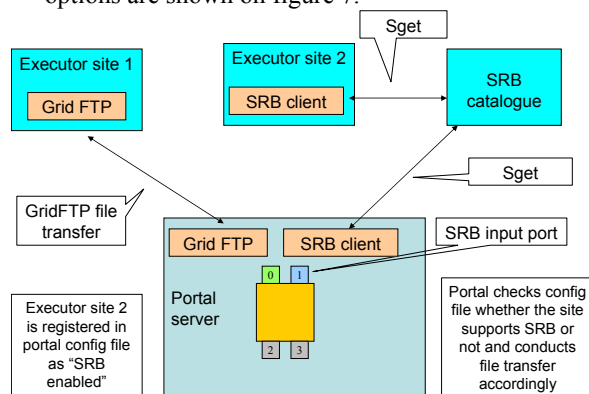 options are shown on figure 7.
Sget
Executor site 1
Grid FTP
Executor site 2
SRB client
SRB
catalogue
Sget
GridFTP file
transfer
Grid FTP
SRB client
SRB input port
0
1
Portal
server
2
3
Executor site 2
is registered in
portal config file
as “SRB
enabled”
Portal checks config
file whether the site
supports SRB or
not and conducts
file transfer
accordingly